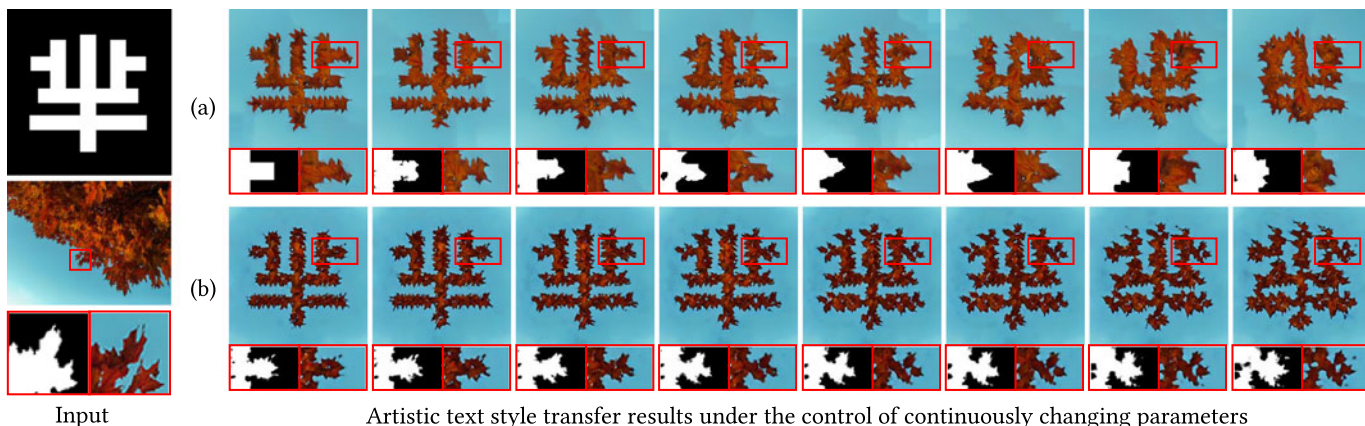 (a)
(b)
Input
Artistic text style transfer results under the control of continuously changing parameters